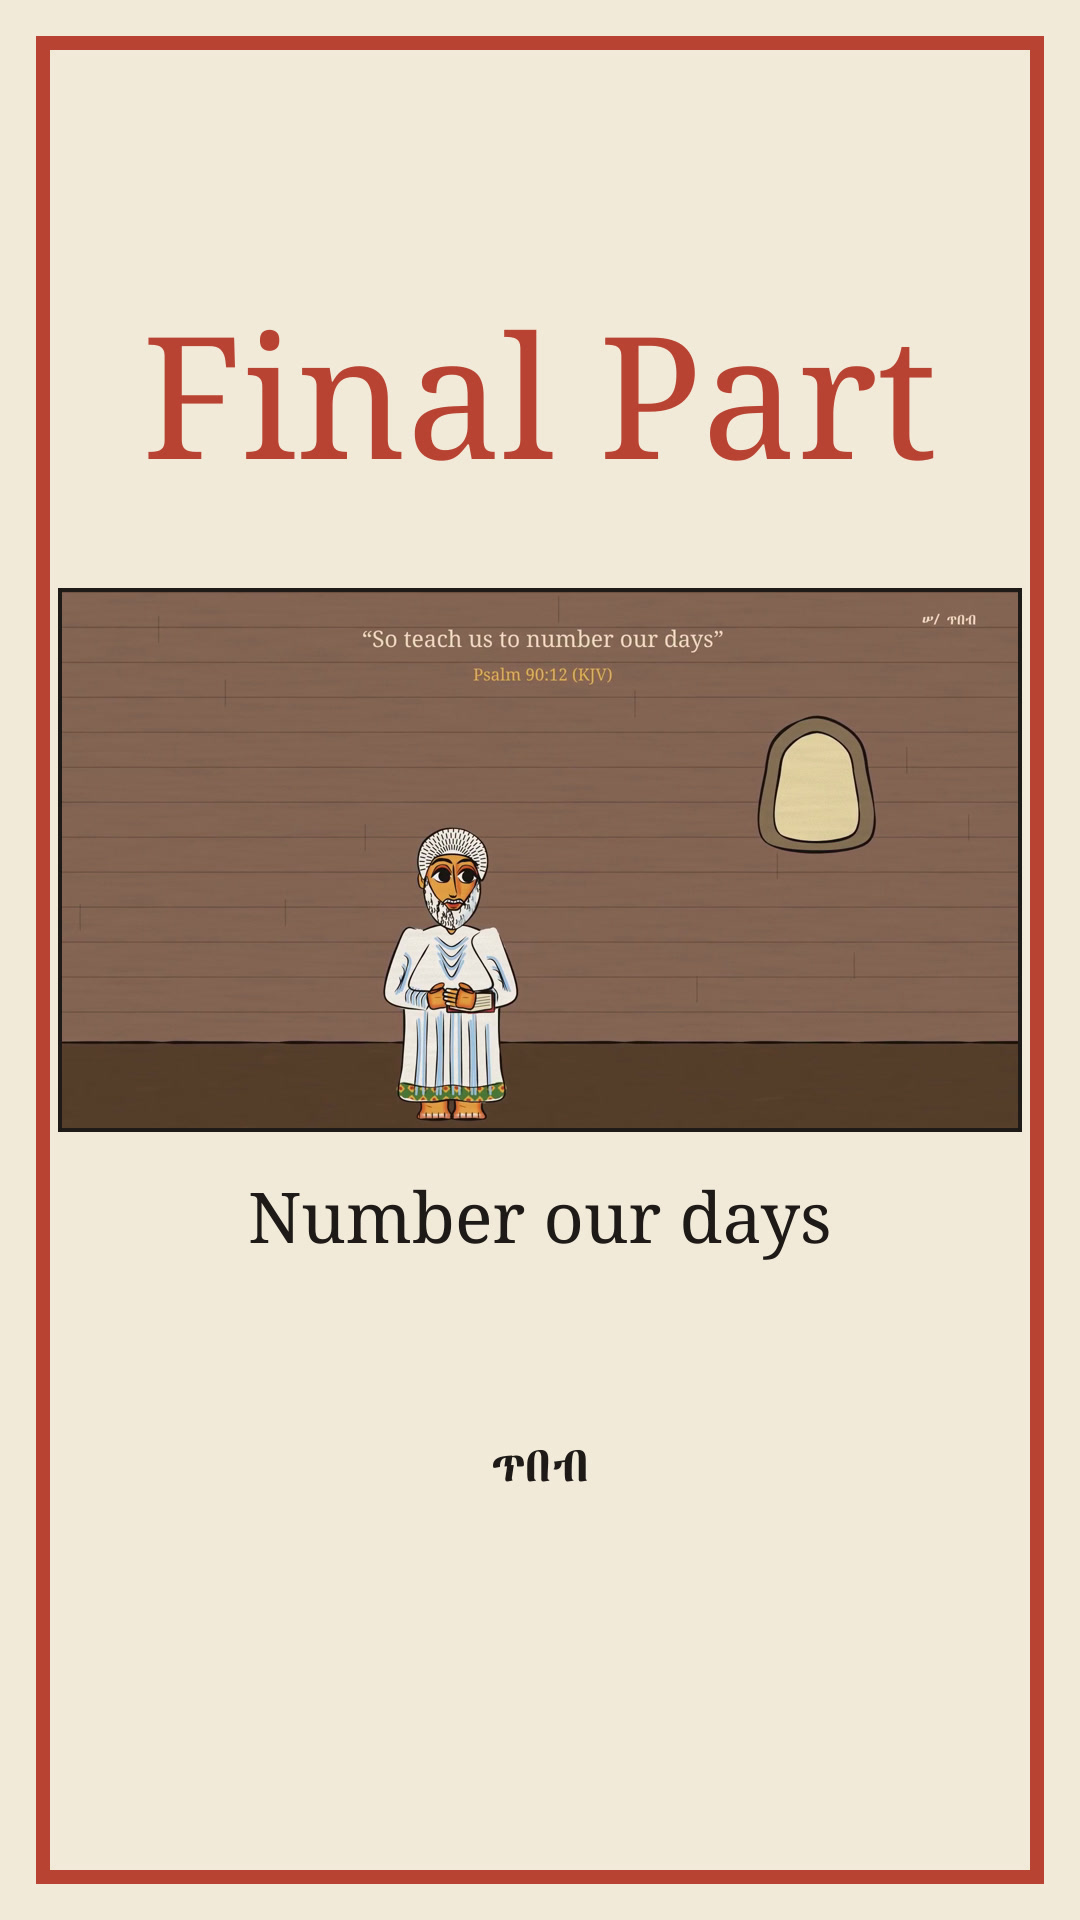 Final Part
“So teach us to number our days”
Psalm 90:12 (KJV)
ሥ/ ጥበብ
Number our days
ጥበብ